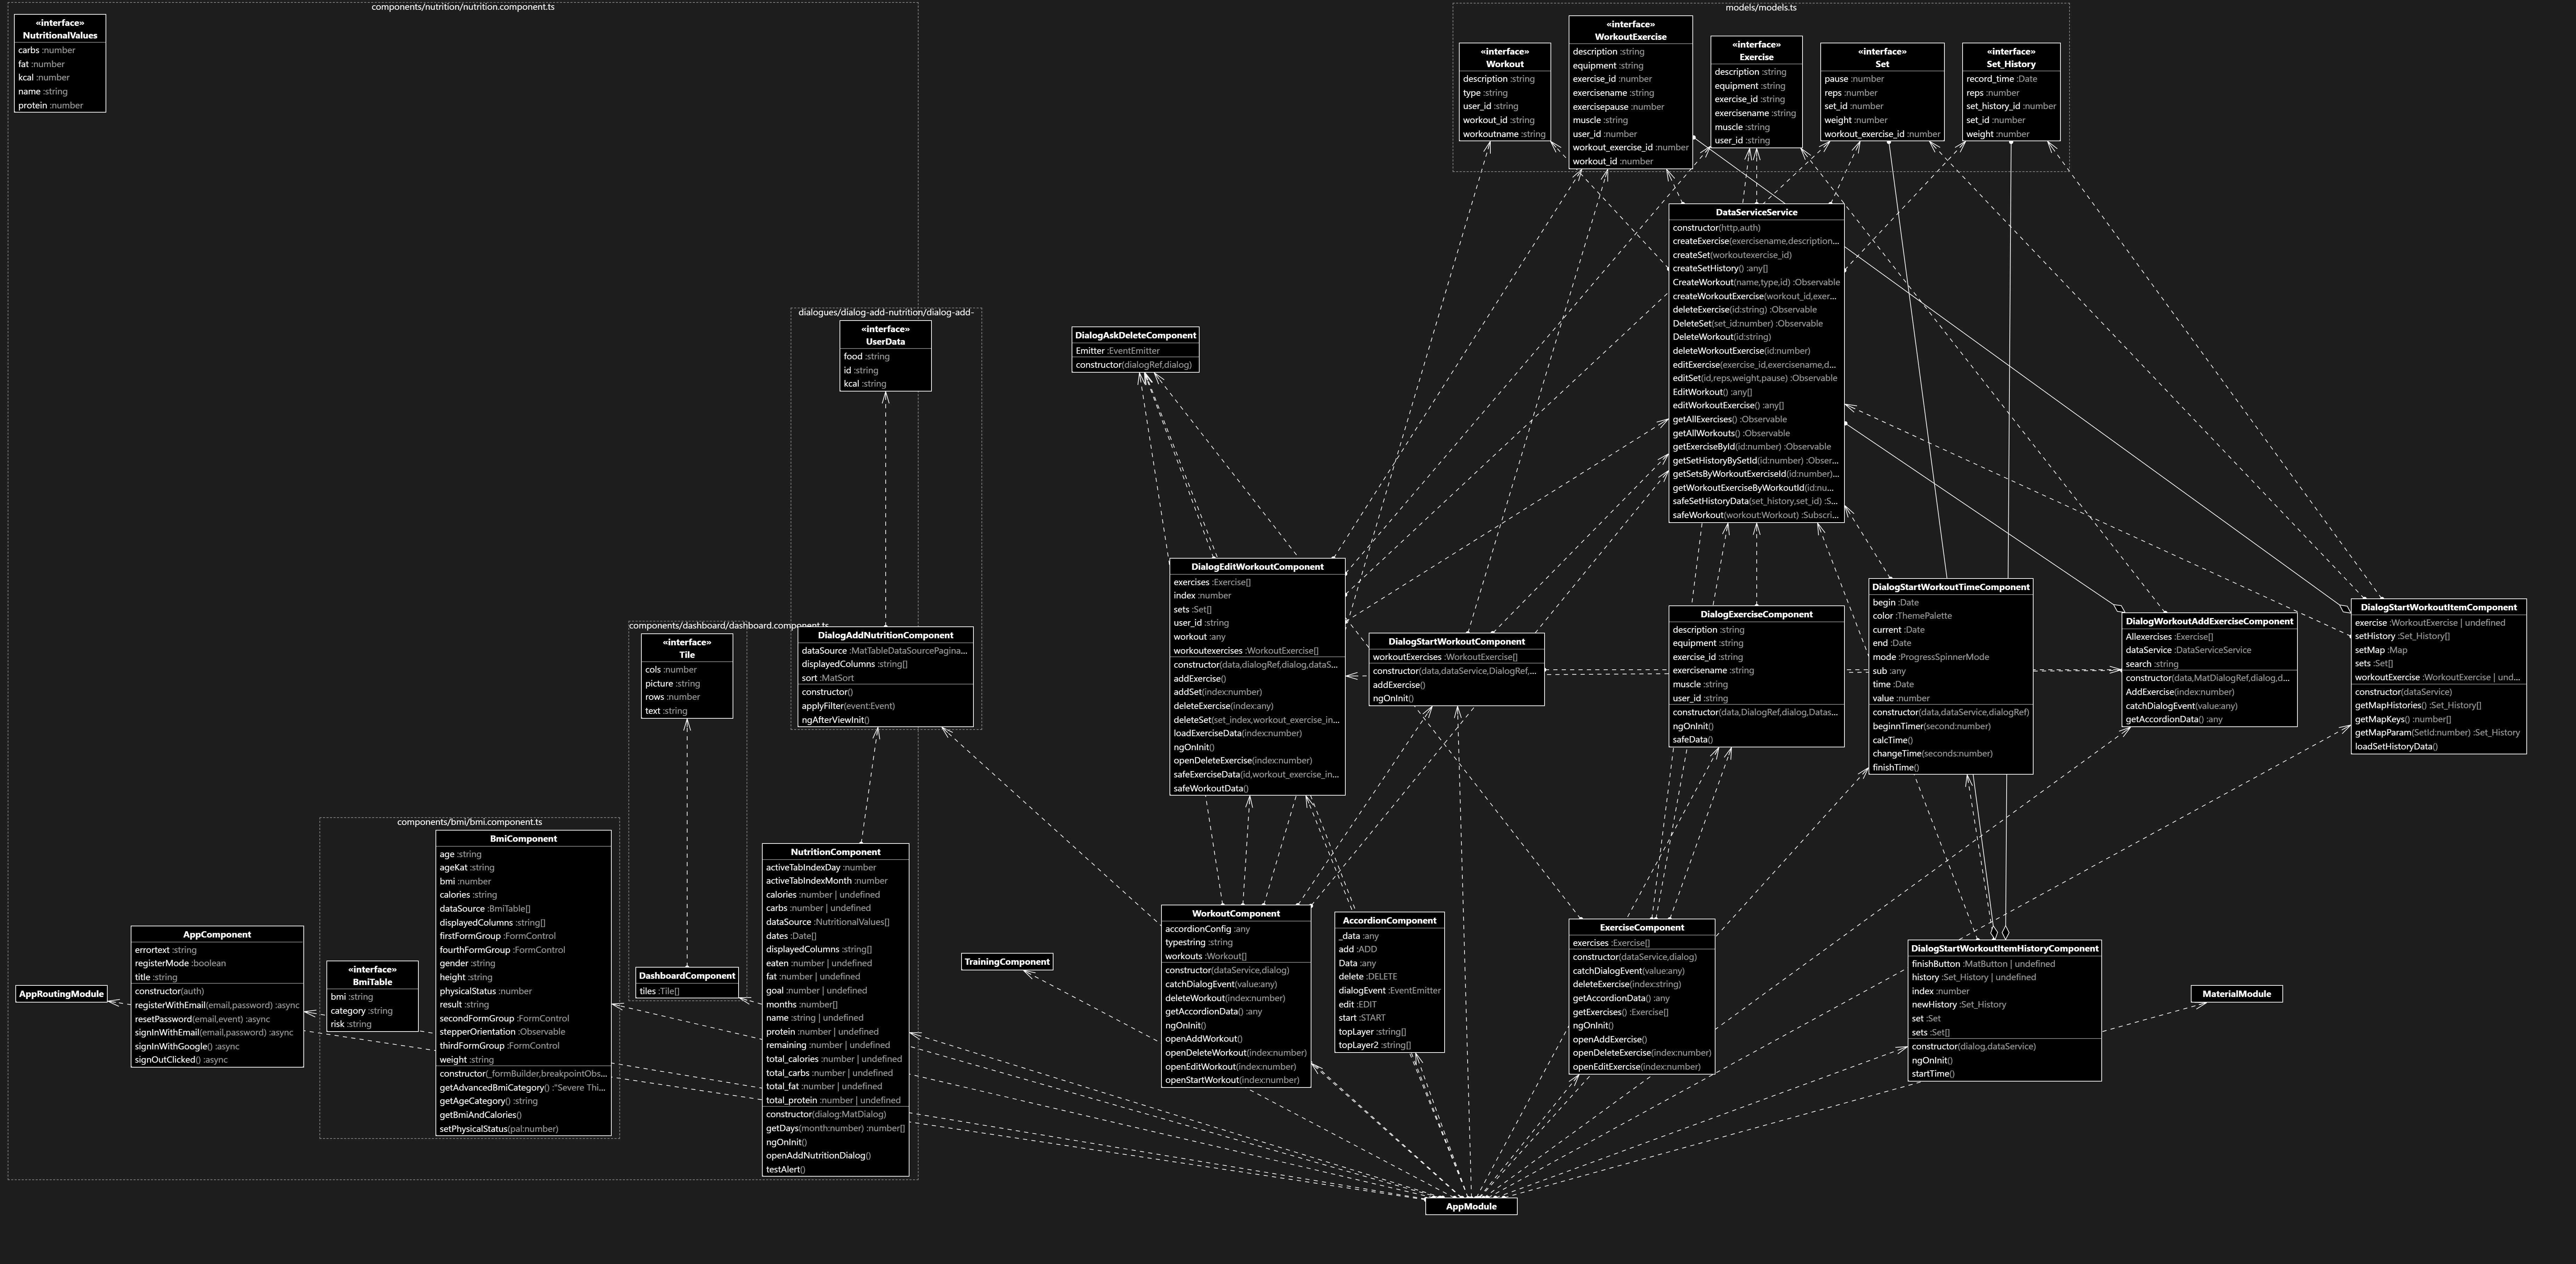 components/nutrition/nutrition.component.ts
«interface»
NutritionalValues
carbs :number
fat :number
kcal :number
name :string
protein :number
models/models.ts
«interface»
Workout
description :string
type :string
user_id :string
workout_id :string
workoutname :string
«interface»
WorkoutExercise
description :string
equipment :string
exercise_id :number
exercisename :string
exercisepause :number
muscle :string
user_id :number
workout_exercise_id :number
workout_id :number
«interface»
Exercise
description :string
equipment :string
exercise_id :string
exercisename :string
muscle :string
user_id :string
«interface»
Set
pause :number
reps :number
set_id :number
weight :number
workout_exercise_id :number
«interface»
Set_History
record_time :Date
reps :number
set_history_id :number
set_id :number
weight :number
DataServiceService
constructor(http,auth)
createExercise(exercisename,description...
createSet(workoutexercise_id)
createSetHistory() :any[]
CreateWorkout(name,type,id) :Observable
createWorkoutExercise(workout_id,exer...
deleteExercise(id:string) :Observable
DeleteSet(set_id:number) :Observable
DeleteWorkout(id:string)
deleteWorkoutExercise(id:number)
editExercise(exercise_id,exercisename,d...
editSet(id,reps,weight,pause) :Observable
EditWorkout() :any[]
editWorkoutExercise() :any[]
getAllExercises() :Observable
getAllWorkouts() :Observable
getExerciseById(id:number) :Observable
getSetHistoryBySetId(id:number) :Obser...
getSetsByWorkoutExerciseId(id:number)...
getWorkoutExerciseByWorkoutId(id:nu...
safeSetHistoryData(set_history,set_id) :S...
safeWorkout(workout:Workout) :Subscri...
dialogues/dialog-add-nutrition/dialog-add-
«interface»
UserData
food :string
id :string
kcal :string
DialogAskDeleteComponent
Emitter :EventEmitter
constructor(dialogRef,dialog)
DialogEditWorkoutComponent
exercises :Exercise[]
index :number
sets :Set[]
user_id :string
workout :any
workoutexercises :WorkoutExercise[]
constructor(data,dialogRef,dialog,dataS...
addExercise()
addSet(index:number)
deleteExercise(index:any)
deleteSet(set_index,workout_exercise_in...
loadExerciseData(index:number)
ngOnInit()
openDeleteExercise(index:number)
safeExerciseData(id,workout_exercise_in...
safeWorkoutData()
DialogStartWorkoutComponent
workoutExercises :WorkoutExercise[]
constructor(data,dataService,DialogRef,...
addExercise()
ngOnInit()
DialogExerciseComponent
description :string
equipment :string
exercise_id :string
exercisename :string
muscle :string
user_id :string
constructor(data,DialogRef,dialog,Datas...
ngOnInit()
safeData()
DialogStartWorkoutTimeComponent
begin :Date
color :ThemePalette
current :Date
end :Date
mode :ProgressSpinnerMode
sub :any
time :Date
value :number
constructor(data,dataService,dialogRef)
beginnTimer(second:number)
calcTime()
changeTime(seconds:number)
finishTime()
DialogWorkoutAddExerciseComponent
Allexercises :Exercise[]
dataService :DataServiceService
search :string
constructor(data,MatDialogRef,dialog,d...
AddExercise(index:number)
catchDialogEvent(value:any)
getAccordionData() :any
DialogStartWorkoutItemComponent
exercise :WorkoutExercise | undefined
setHistory :Set_History[]
setMap :Map
sets :Set[]
workoutExercise :WorkoutExercise | und...
constructor(dataService)
getMapHistories() :Set_History[]
getMapKeys() :number[]
getMapParam(SetId:number) :Set_History
loadSetHistoryData()
components/dashboard/dashboard.component.ts
«interface»
Tile
cols :number
picture :string
rows :number
text :string
DialogAddNutritionComponent
dataSource :MatTableDataSourcePagina...
displayedColumns :string[]
sort :MatSort
constructor()
applyFilter(event:Event)
ngAfterViewInit()
components/bmi/bmi.component.ts
BmiComponent
age :string
ageKat :string
bmi :number
calories :string
dataSource :BmiTable[]
displayedColumns :string[]
firstFormGroup :FormControl
fourthFormGroup :FormControl
gender :string
height :string
physicalStatus :number
result :string
secondFormGroup :FormControl
stepperOrientation :Observable
thirdFormGroup :FormControl
weight :string
constructor(_formBuilder,breakpointObs...
getAdvancedBmiCategory() :"Severe Thi...
getAgeCategory() :string
getBmiAndCalories()
setPhysicalStatus(pal:number)
NutritionComponent
activeTabIndexDay :number
activeTabIndexMonth :number
calories :number | undefined
carbs :number | undefined
dataSource :NutritionalValues[]
dates :Date[]
displayedColumns :string[]
eaten :number | undefined
fat :number | undefined
goal :number | undefined
months :number[]
name :string | undefined
protein :number | undefined
remaining :number | undefined
total_calories :number | undefined
total_carbs :number | undefined
total_fat :number | undefined
total_protein :number | undefined
constructor(dialog:MatDialog)
getDays(month:number) :number[]
ngOnInit()
openAddNutritionDialog()
testAlert()
AppRoutingModule
AppComponent
errortext :string
registerMode :boolean
title :string
constructor(auth)
registerWithEmail(email,password) :async
resetPassword(email,event) :async
signInWithEmail(email,password) :async
signInWithGoogle() :async
signOutClicked() :async
«interface»
BmiTable
bmi :string
category :string
risk :string
DashboardComponent
tiles :Tile[]
TrainingComponent
WorkoutComponent
accordionConfig :any
typestring :string
workouts :Workout[]
constructor(dataService,dialog)
catchDialogEvent(value:any)
deleteWorkout(index:number)
getAccordionData() :any
ngOnInit()
openAddWorkout()
openDeleteWorkout(index:number)
openEditWorkout(index:number)
openStartWorkout(index:number)
AccordionComponent
_data :any
add :ADD
Data :any
delete :DELETE
dialogEvent :EventEmitter
edit :EDIT
start :START
topLayer :string[]
topLayer2 :string[]
ExerciseComponent
exercises :Exercise[]
constructor(dataService,dialog)
catchDialogEvent(value:any)
deleteExercise(index:string)
getAccordionData() :any
getExercises() :Exercise[]
ngOnInit()
openAddExercise()
openDeleteExercise(index:number)
openEditExercise(index:number)
DialogStartWorkoutItemHistoryComponent
finishButton :MatButton | undefined
history :Set_History | undefined
index :number
newHistory :Set_History
set :Set
sets :Set[]
constructor(dialog,dataService)
ngOnInit()
startTime()
MaterialModule
AppModule